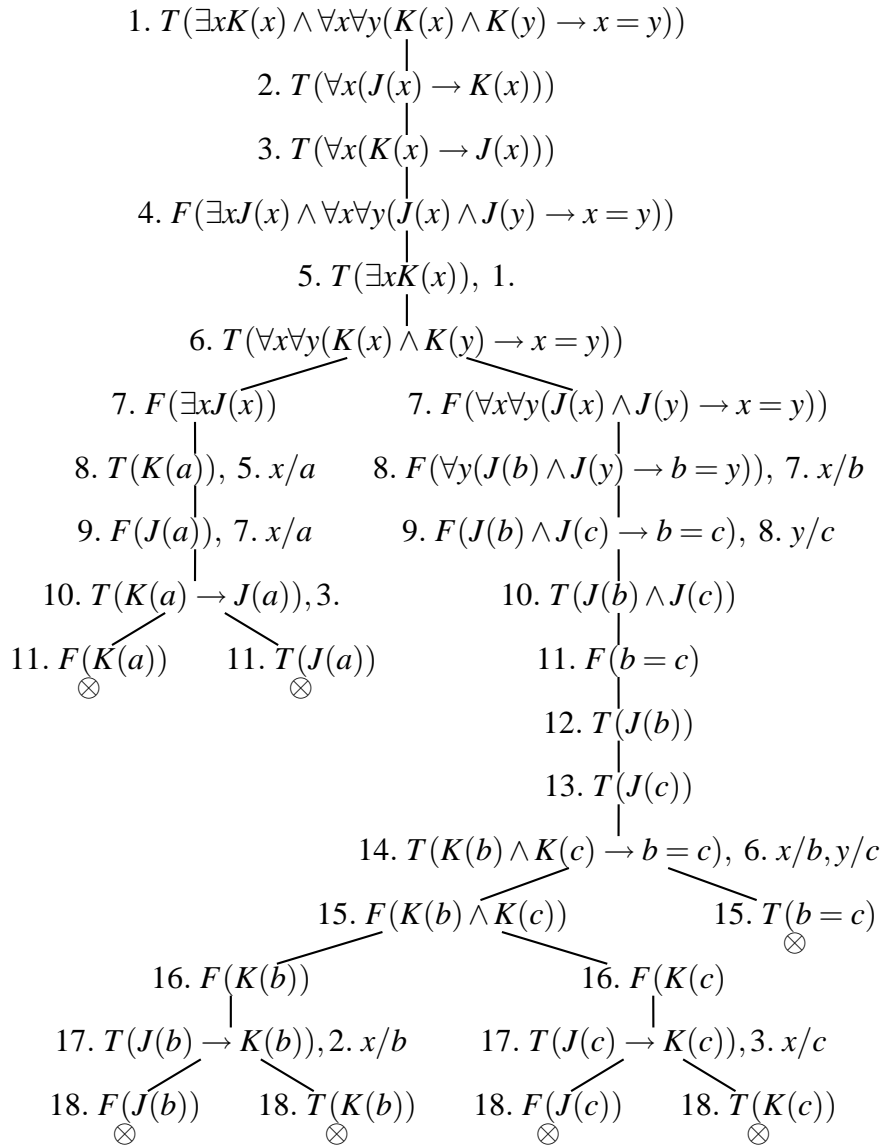 1. T(∃xK(x) ∧ ∀x∀y(K(x) ∧ K(y) → x = y))
2. T(∀x(J(x) → K(x)))
3. T(∀x(K(x) → J(x)))
4. F(∃xJ(x) ∧ ∀x∀y(J(x) ∧ J(y) → x = y))
5. T(∃xK(x)), 1.
6. T(∀x∀y(K(x) ∧ K(y) → x = y))
7. F(∃xJ(x)) 7. F(∀x∀y(J(x) ∧ J(y) → x = y))
8. T(K(a)), 5. x/a 8. F(∀y(J(b) ∧ J(y) → b = y)), 7. x/b
9. F(J(a)), 7. x/a 9. F(J(b) ∧ J(c) → b = c), 8. y/c
10. T(K(a) → J(a)), 3. 10. T(J(b) ∧ J(c))
11. F(K(a)) 11. T(J(a)) 11. F(b = c)
⊗ ⊗
12. T(J(b))
13. T(J(c))
14. T(K(b) ∧ K(c) → b = c), 6. x/b, y/c
15. F(K(b) ∧ K(c)) 15. T(b = c)
⊗
16. F(K(b)) 16. F(K(c)
17. T(J(b) → K(b)), 2. x/b 17. T(J(c) → K(c)), 3. x/c
18. F(J(b)) 18. T(K(b)) 18. F(J(c)) 18. T(K(c))
⊗ ⊗ ⊗ ⊗